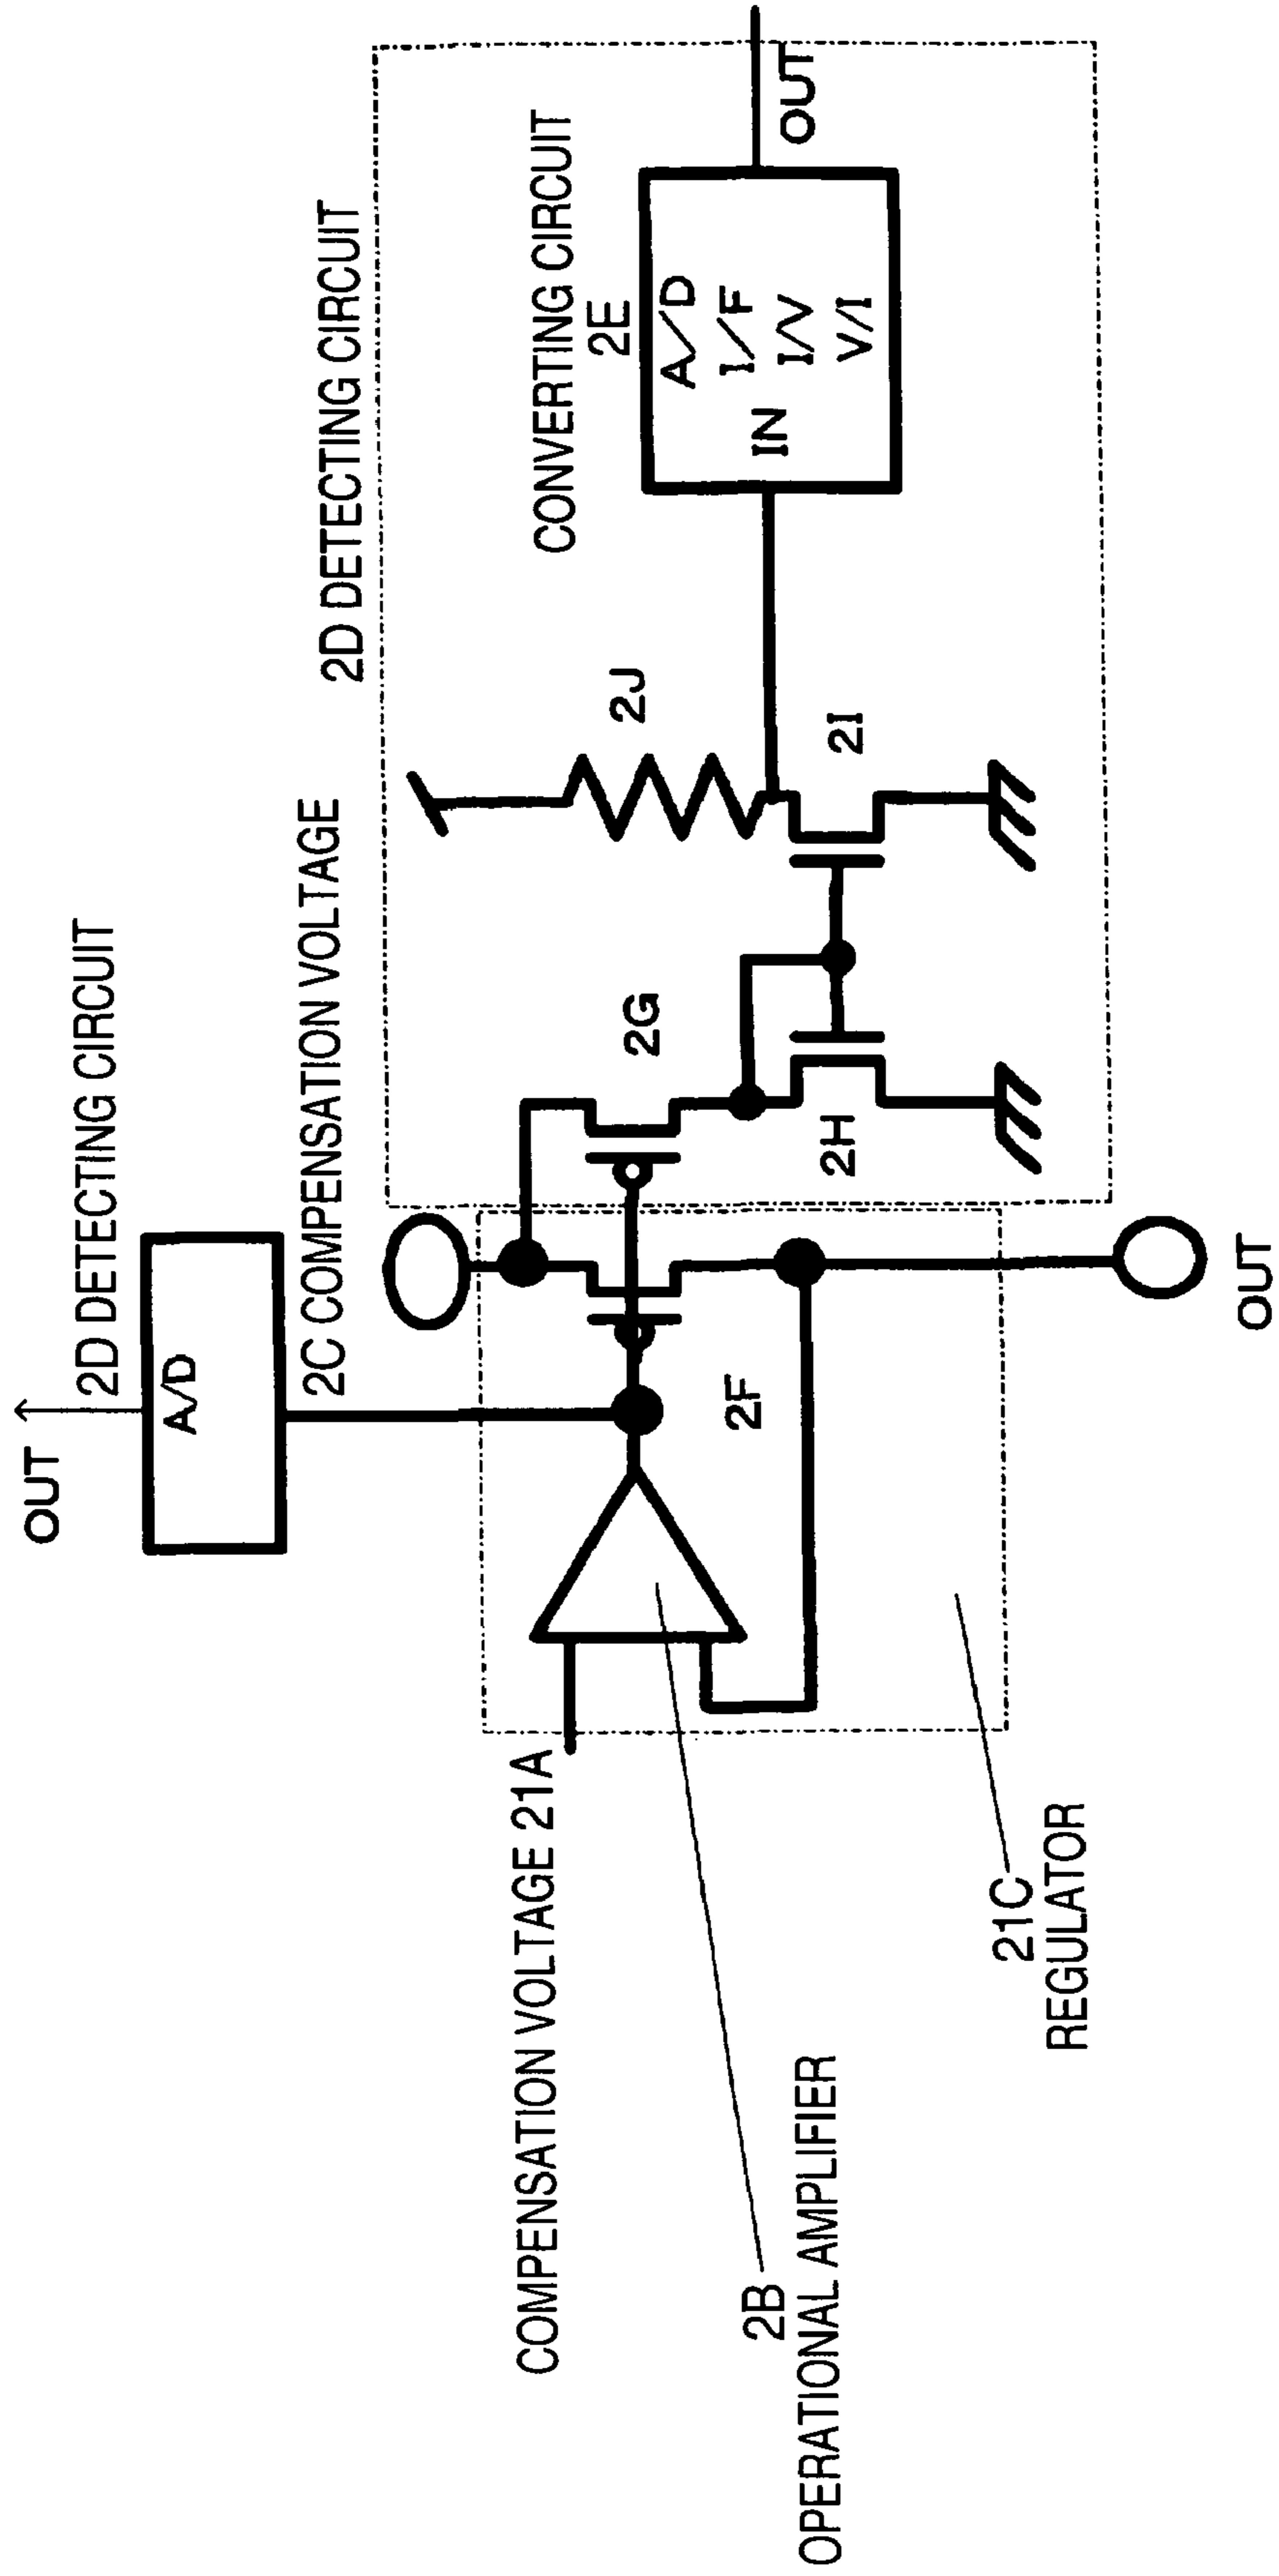 OUT
2D DETECTING CIRCUIT
A/D
2C COMPENSATION VOLTAGE
2D DETECTING CIRCUIT
CONVERTING CIRCUIT
2E
A/D
I/F
IN
I/V
V/I
OUT
2J
2G
2I
2H
2F
OUT
COMPENSATION VOLTAGE 21A
2B
OPERATIONAL AMPLIFIER
21C
REGULATOR